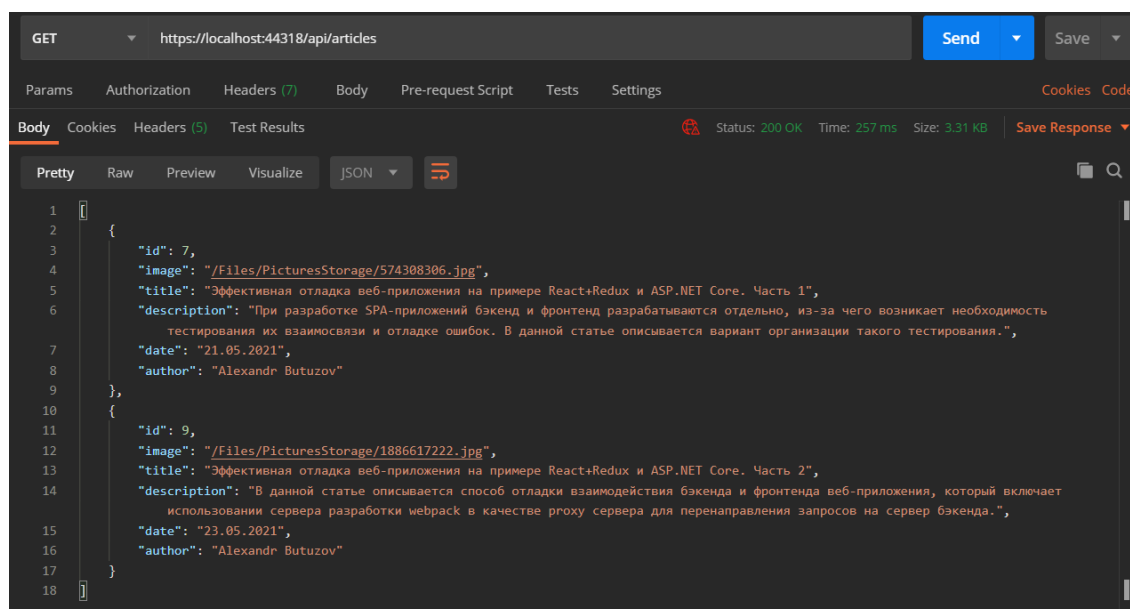 GET https://localhost:44318/api/articles Send Save
Params Authorization Headers (7) Body Pre-request Script Tests Settings Cookies Code
Body Cookies Headers (5) Test Results Status: 200 OK Time: 257 ms Size: 3.31 KB Save Response
Pretty Raw Preview Visualize JSON
1 [
2 {
3 "id": 7,
4 "image": "/Files/PicturesStorage/574308306.jpg",
5 "title": "Эффективная отладка веб-приложения на примере React+Redux и ASP.NET Core. Часть 1",
6 "description": "При разработке SPA-приложений бэкенд и фронтенд разрабатываются отдельно, из-за чего возникает необходимость
тестирования их взаимосвязи и отладке ошибок. В данной статье описывается вариант организации такого тестирования.",
7 "date": "21.05.2021",
8 "author": "Alexandr Butuzov"
9 },
10 {
11 "id": 9,
12 "image": "/Files/PicturesStorage/1886617222.jpg",
13 "title": "Эффективная отладка веб-приложения на примере React+Redux и ASP.NET Core. Часть 2",
14 "description": "В данной статье описывается способ отладки взаимодействия бэкенда и фронтенда веб-приложения, который включает
использовании сервера разработки webpack в качестве proxy сервера для перенаправления запросов на сервер бэкенда.",
15 "date": "23.05.2021",
16 "author": "Alexandr Butuzov"
17 }
18 ]